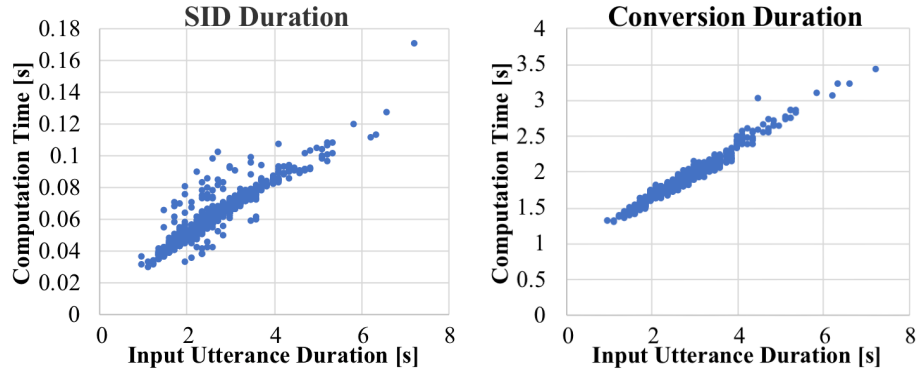 SID Duration
Computation Time [s]
0.18
0.16
0.14
0.12
0.1
0.08
0.06
0.04
0.02
0
0 2 4 6 8
Input Utterance Duration [s]
Conversion Duration
Computation Time [s]
4
3.5
3
2.5
2
1.5
1
0.5
0
0 2 4 6 8
Input Utterance Duration [s]